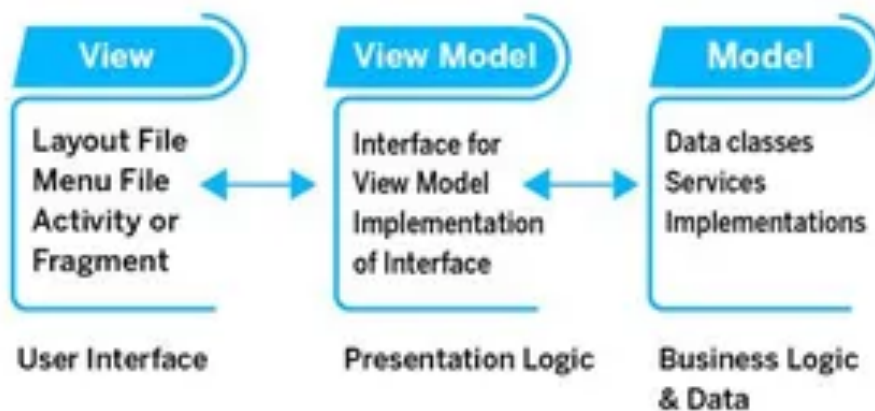 View
Layout File
Menu File
Activity or
Fragment
User Interface
View Model
Interface for
View Model
Implementation
of Interface
Presentation Logic
Model
Data classes
Services
Implementations
Business Logic
& Data